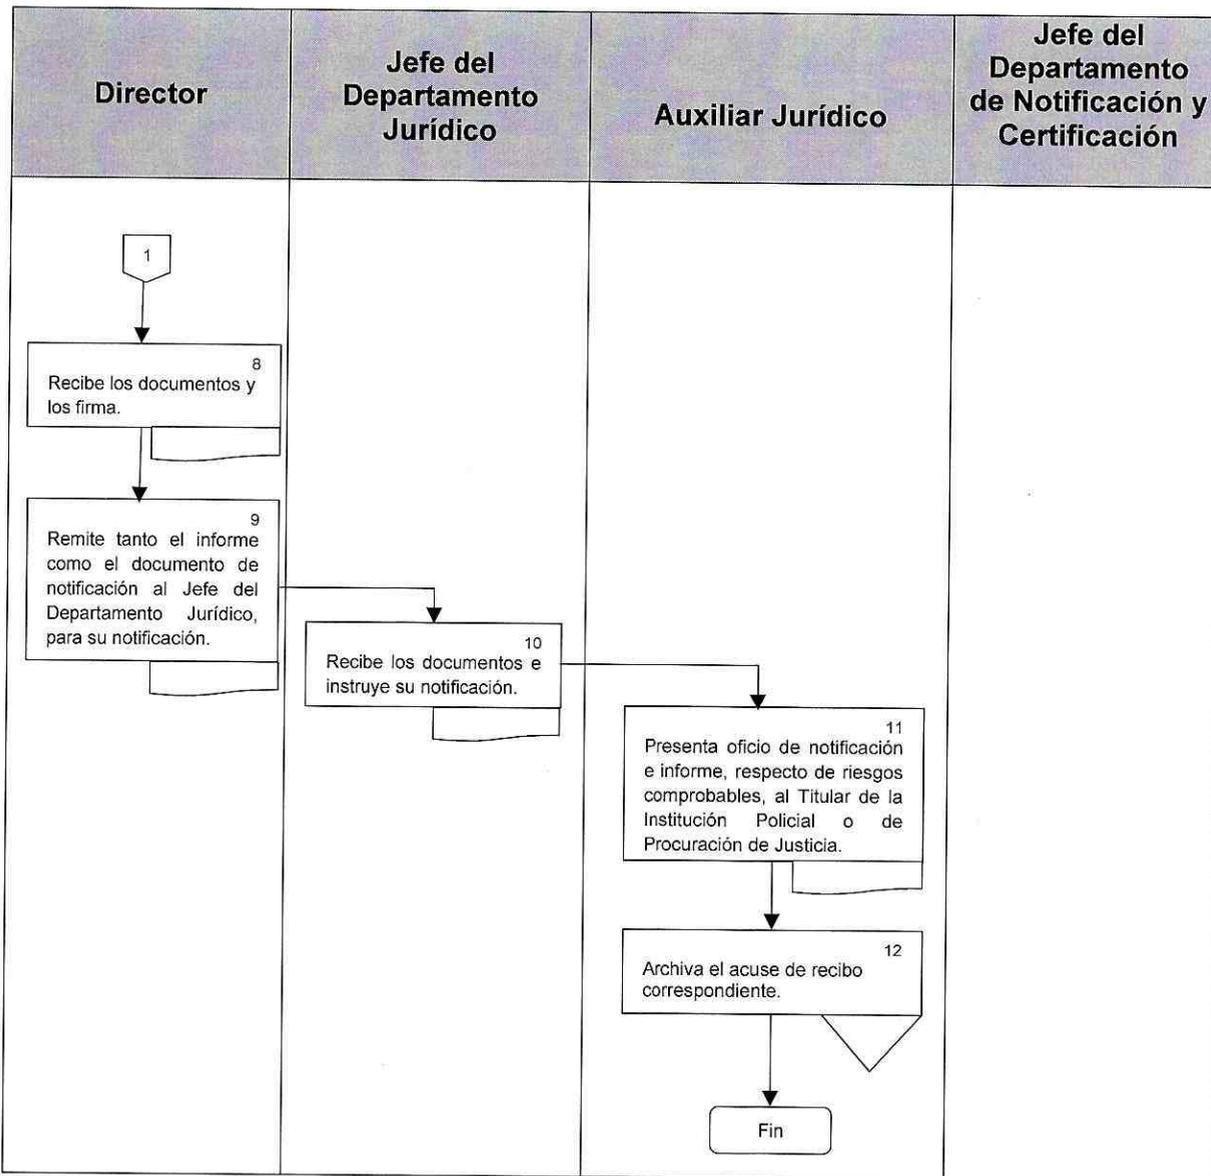 Director
Jefe del
Departamento
Jurídico
Auxiliar Jurídico
Jefe del
Departamento
de Notificación y
Certificación
1
8
Recibe los documentos y
los firma.
9
Remite tanto el informe
como el documento de
notificación al Jefe del
Departamento Jurídico,
para su notificación.
10
Recibe los documentos e
instruye su notificación.
11
Presenta oficio de notificación
e informe, respecto de riesgos
comprobables, al Titular de la
Institución Policial o de
Procuración de Justicia.
12
Archiva el acuse de recibo
correspondiente.
Fin